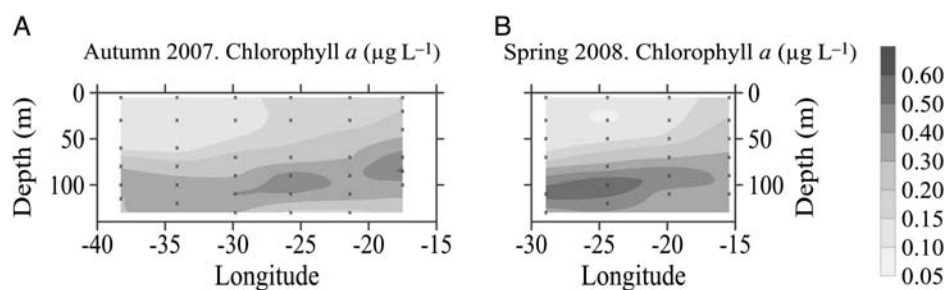 A
B
Autumn 2007. Chlorophyll a (µg L–1)
Spring 2008. Chlorophyll a (µg L–1)
Depth (m)
0
50
100
-40 -35 -30 -25 -20 -15
Longitude
0
50
100
Depth (m)
-30 -25 -20 -15
Longitude
0.60
0.50
0.40
0.30
0.20
0.15
0.10
0.05